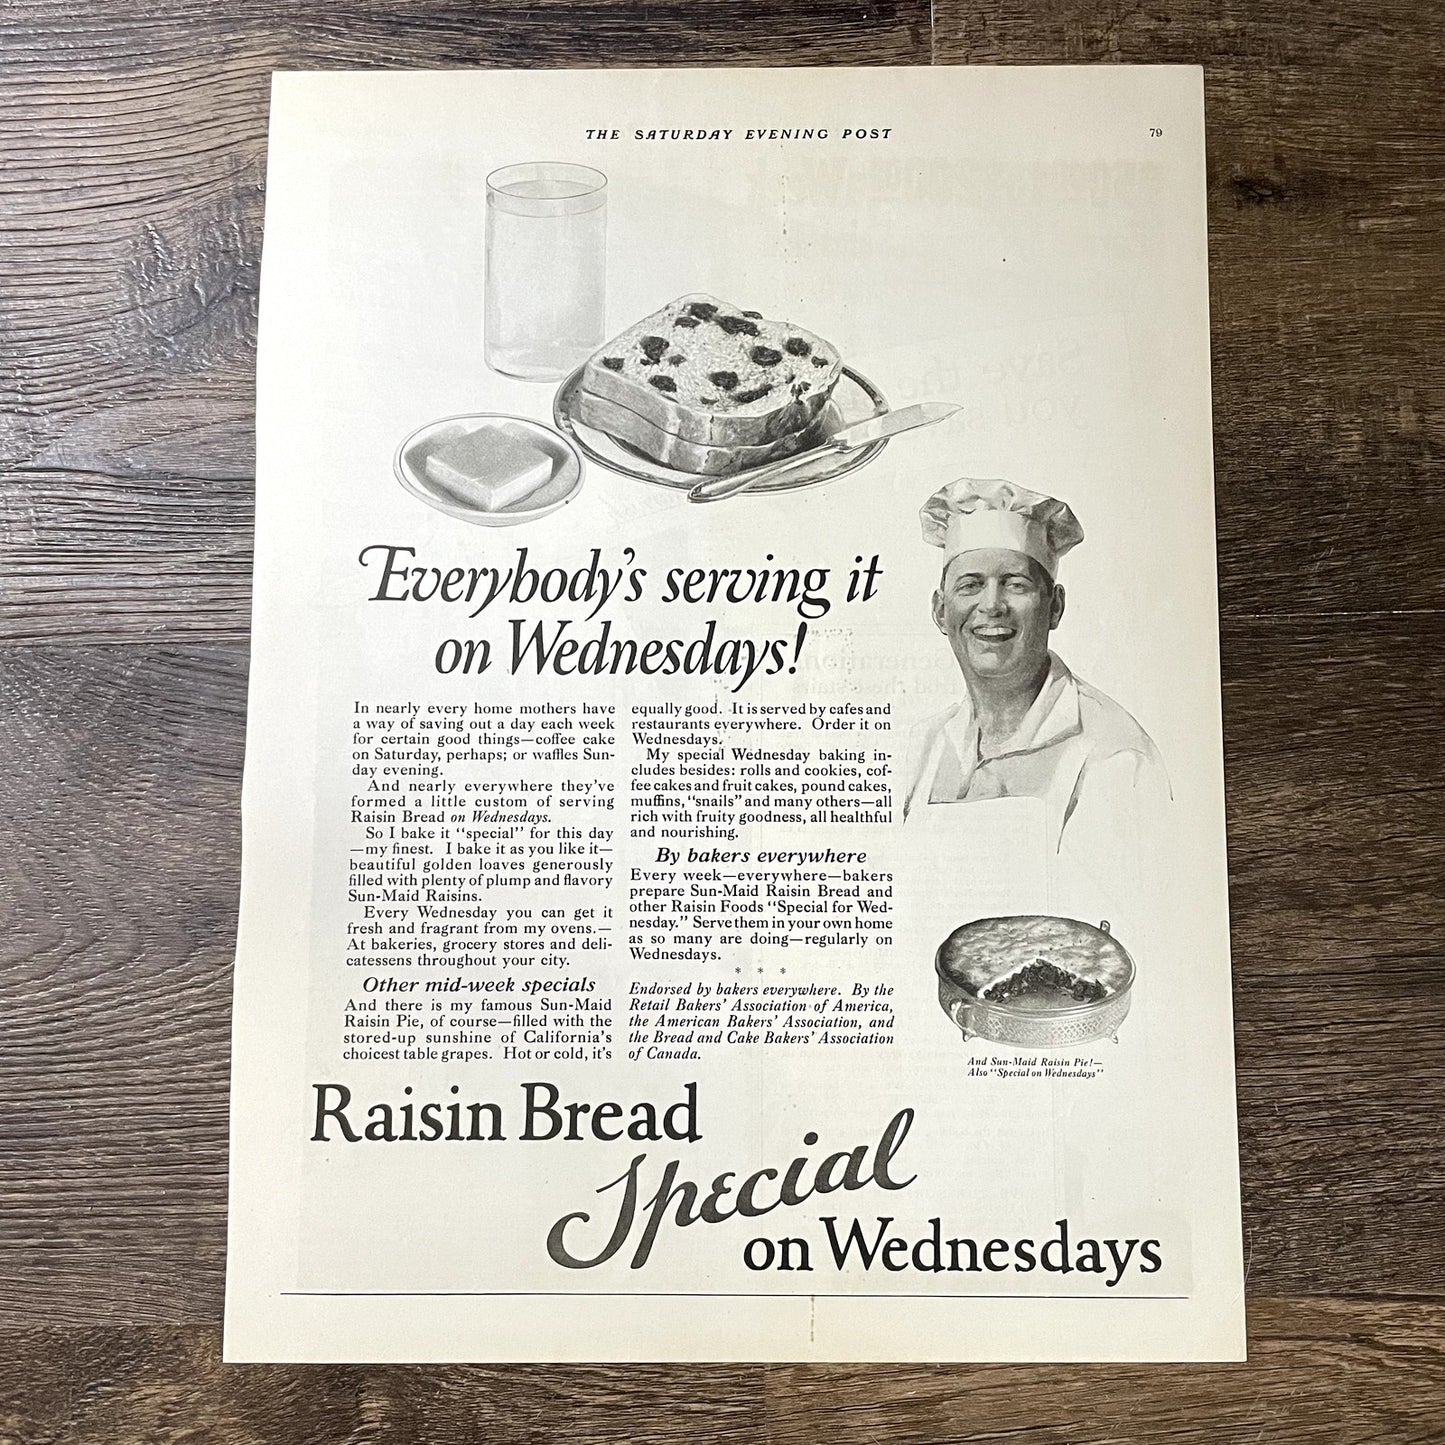 THE SATURDAY EVENING POST
79
Everybody's serving it
on Wednesdays!
In nearly every home mothers have
a way of saving out a day each week
for certain good things—coffee cake
on Saturday, perhaps; or waffles Sun-
day evening.
And nearly everywhere they've
formed a little custom of serving
Raisin Bread on Wednesdays.
So I bake it "special" for this day
—my finest. I bake it as you like it—
beautiful golden loaves generously
filled with plenty of plump and flavory
Sun-Maid Raisins.
Every Wednesday you can get it
fresh and fragrant from my ovens.—
At bakeries, grocery stores and deli-
catessens throughout your city.
Other mid-week specials
And there is my famous Sun-Maid
Raisin Pie, of course—filled with the
stored-up sunshine of California's
choicest table grapes. Hot or cold, it's
equally good. It is served by cafes and
restaurants everywhere. Order it on
Wednesdays.
My special Wednesday baking in-
cludes besides: rolls and cookies, cof-
fee cakes and fruit cakes, pound cakes,
muffins, "snails" and many others—all
rich with fruity goodness, all healthful
and nourishing.
By bakers everywhere
Every week—everywhere—bakers
prepare Sun-Maid Raisin Bread and
other Raisin Foods "Special for Wed-
nesday." Serve them in your own home
as so many are doing—regularly on
Wednesdays.
* * *
Endorsed by bakers everywhere. By the
Retail Bakers' Association of America,
the American Bakers' Association, and
the Bread and Cake Bakers' Association
of Canada.
And Sun-Maid Raisin Pie!—
Also "Special on Wednesdays"
Raisin Bread
Special
on Wednesdays